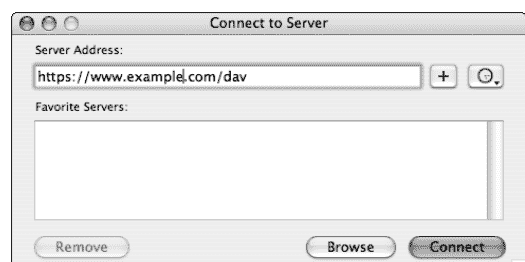 Connect to Server
Server Address:
https://www.example.com/dav
+
Favorite Servers:
Remove Browse Connect